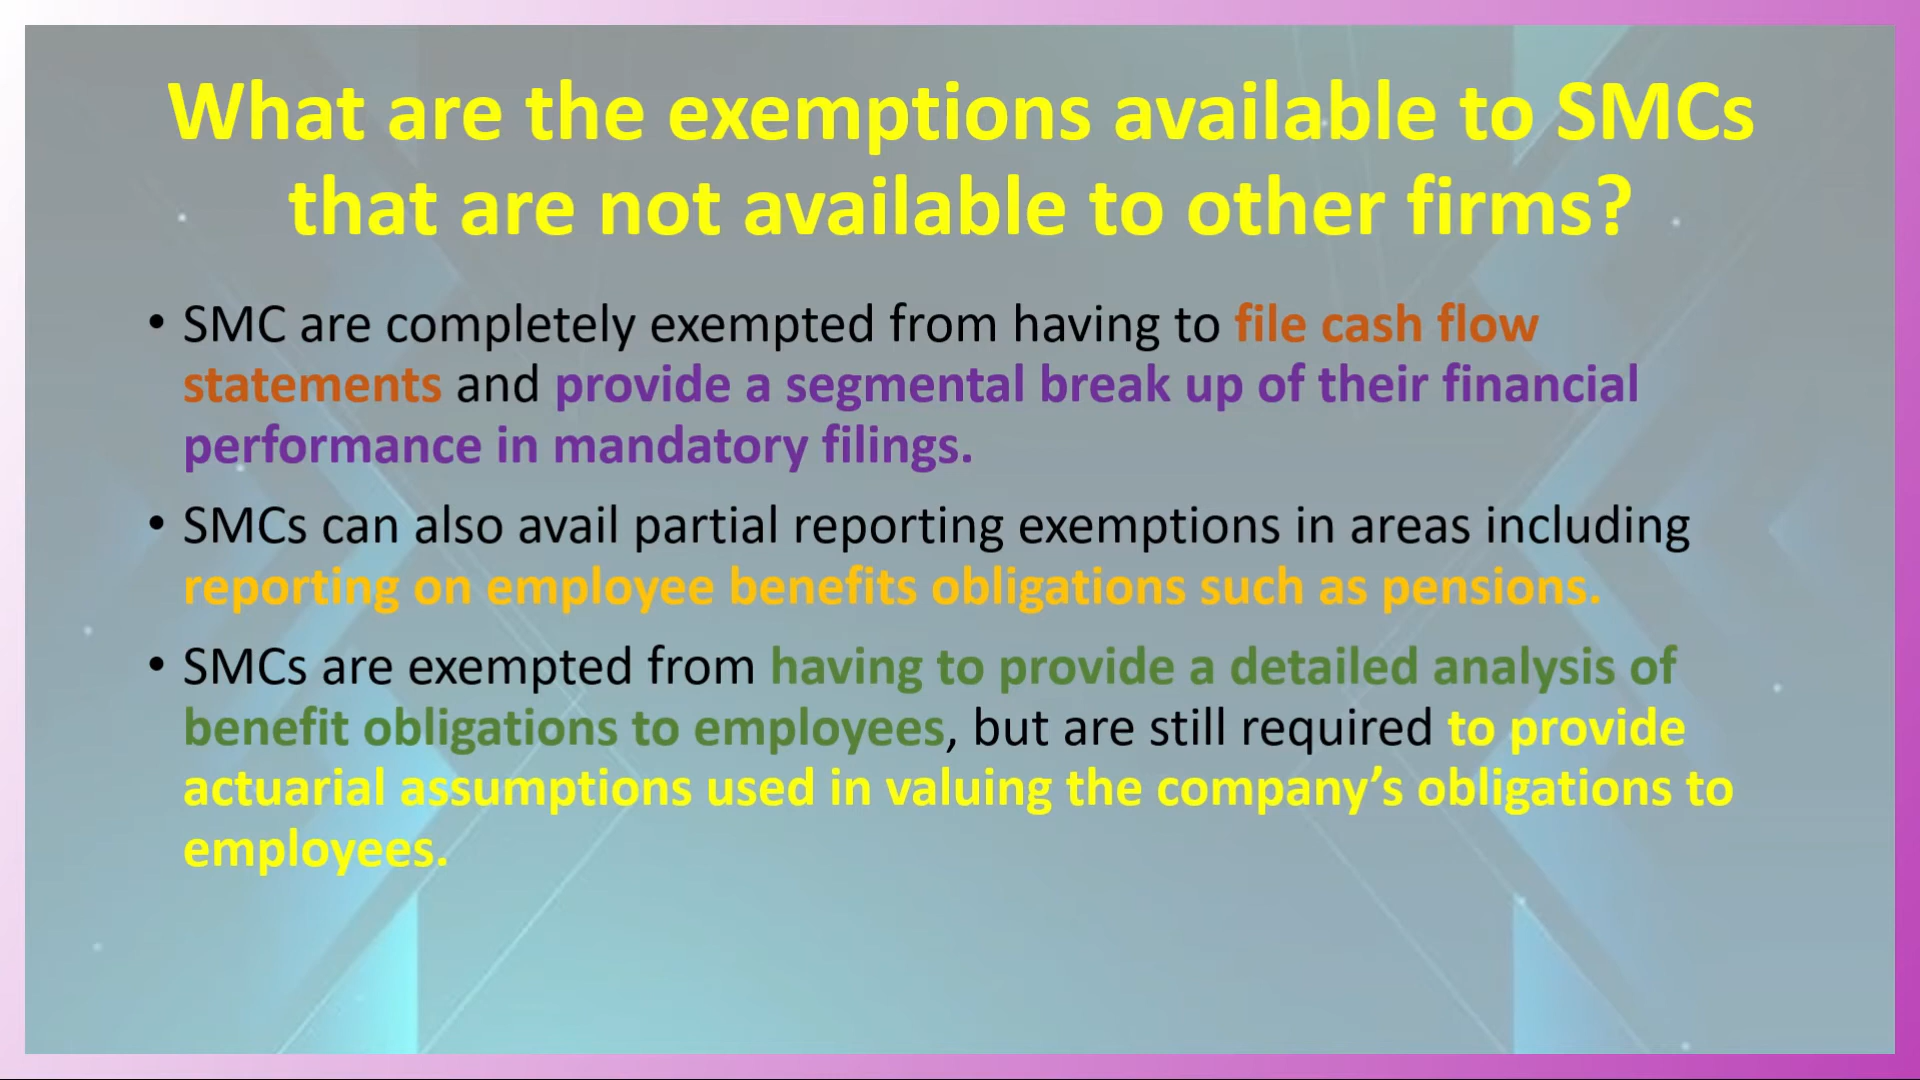 What are the exemptions available to SMCs
that are not available to other firms?
• SMC are completely exempted from having to file cash flow
statements and provide a segmental break up of their financial
performance in mandatory filings.
• SMCs can also avail partial reporting exemptions in areas including
reporting on employee benefits obligations such as pensions.
• SMCs are exempted from having to provide a detailed analysis of
benefit obligations to employees, but are still required to provide
actuarial assumptions used in valuing the company’s obligations to
employees.